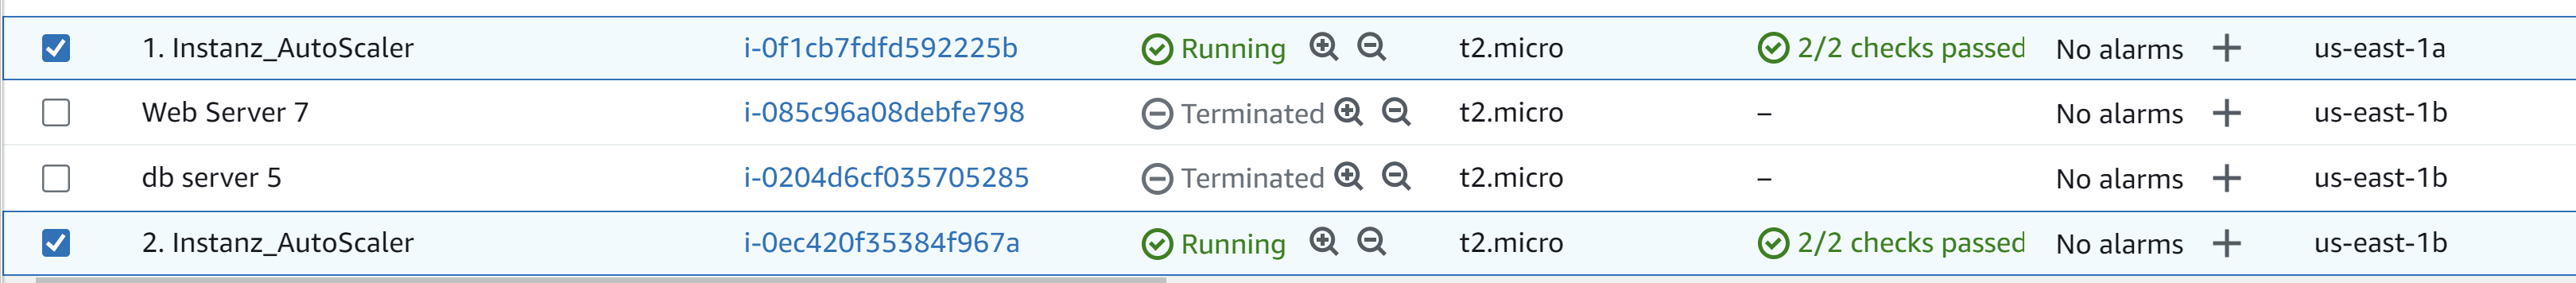 1. Instanz_AutoScaler i-0f1cb7fdfd592225b Running t2.micro 2/2 checks passed No alarms + us-east-1a
Web Server 7 i-085c96a08debfe798 Terminated t2.micro – No alarms + us-east-1b
db server 5 i-0204d6cf035705285 Terminated t2.micro – No alarms + us-east-1b
2. Instanz_AutoScaler i-0ec420f35384f967a Running t2.micro 2/2 checks passed No alarms + us-east-1b